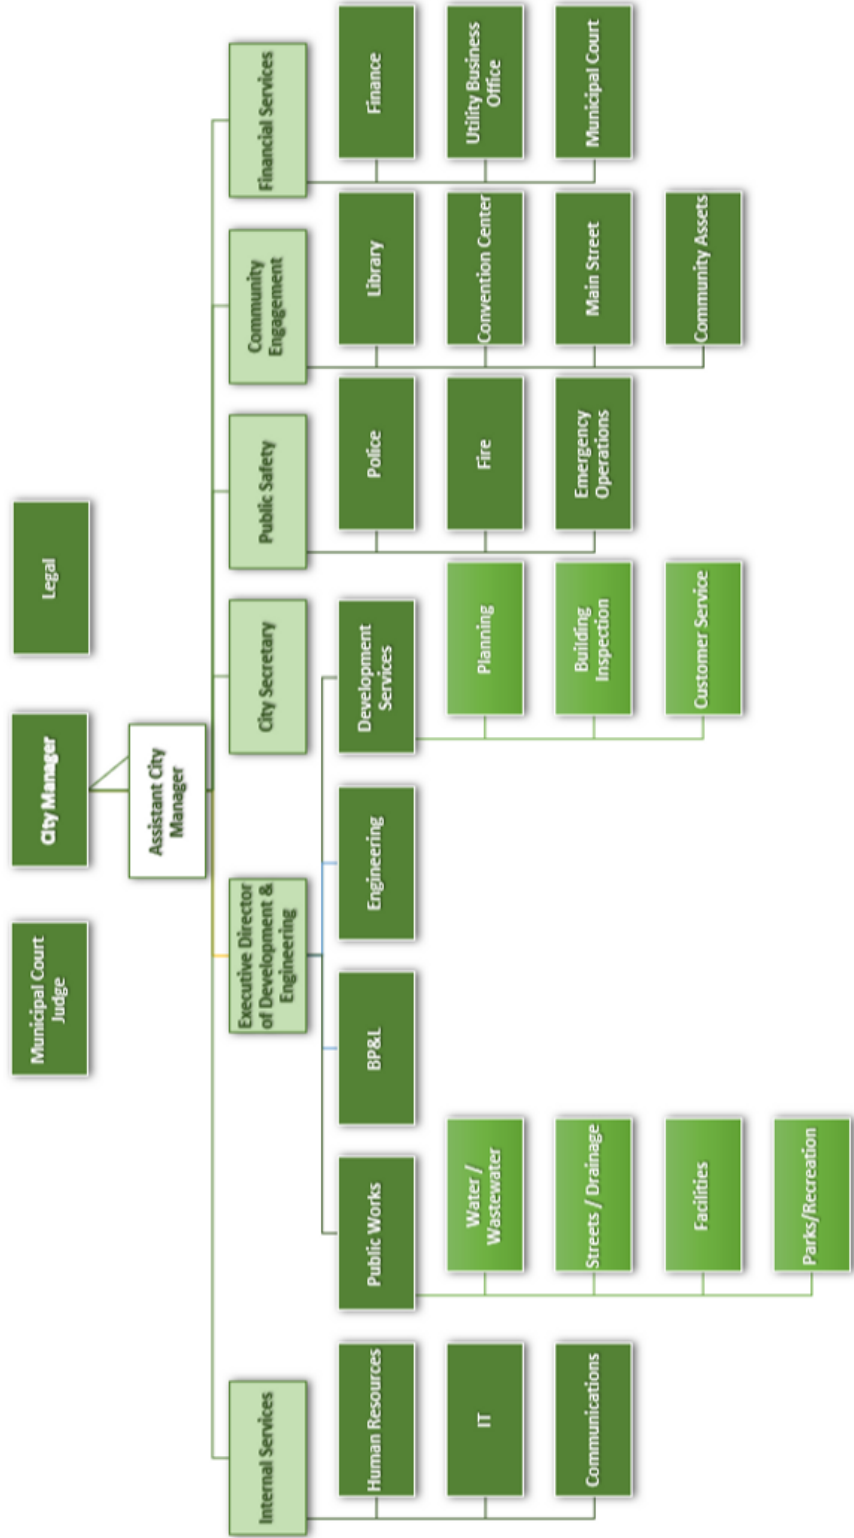 Municipal Court
Judge
City Manager
Legal
Assistant City
Manager
Internal Services
Executive Director
of Development &
Engineering
City Secretary
Public Safety
Community
Engagement
Financial Services
Human Resources
IT
Communications
Public Works
Water /
Wastewater
Streets / Drainage
Facilities
Parks/Recreation
BP&L
Engineering
Development
Services
Planning
Building
Inspection
Customer Service
Police
Fire
Emergency
Operations
Library
Convention Center
Main Street
Community Assets
Finance
Utility Business
Office
Municipal Court